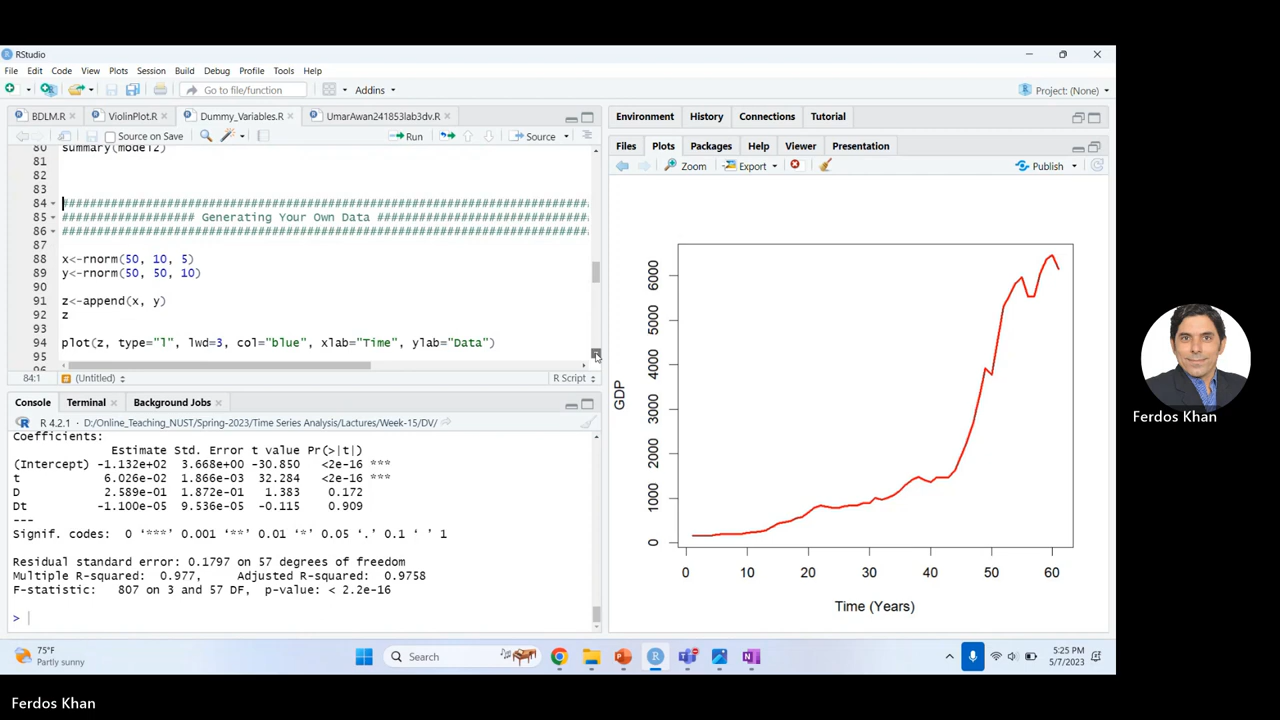 RStudio
File Edit Code View Plots Session Build Debug Profile Tools Help
Go to file/function Addins Project: (None)
BDLM.R ViolinPlot.R Dummy_Variables.R UmarAwan241853lab3dv.R
Source on Save Run Source
80 summary(model2)
81
82
83
84 ############################################################################
85 ################### Generating Your Own Data ##############################
86 ############################################################################
87
88 x<-rnorm(50, 10, 5)
89 y<-rnorm(50, 50, 10)
90
91 z<-append(x, y)
92 z
93
94 plot(z, type="l", lwd=3, col="blue", xlab="Time", ylab="Data")
95
96
84:1 (Untitled) R Script
Console Terminal Background Jobs
R 4.2.1 · D:/Online_Teaching_NUST/Spring-2023/Time Series Analysis/Lectures/Week-15/DV/
Coefficients:
Estimate Std. Error t value Pr(>|t|)
(Intercept) -1.132e+02 3.668e+00 -30.850 <2e-16 ***
t 6.026e-02 1.866e-03 32.284 <2e-16 ***
D 2.589e-01 1.872e-01 1.383 0.172
Dt -1.100e-05 9.536e-05 -0.115 0.909
---
Signif. codes: 0 ‘***’ 0.001 ‘**’ 0.01 ‘*’ 0.05 ‘.’ 0.1 ‘ ’ 1
Residual standard error: 0.1797 on 57 degrees of freedom
Multiple R-squared: 0.977, Adjusted R-squared: 0.9758
F-statistic: 807 on 3 and 57 DF, p-value: < 2.2e-16
>
Environment History Connections Tutorial
Files Plots Packages Help Viewer Presentation
Zoom Export Publish
GDP
6000
5000
4000
3000
2000
1000
0
0 10 20 30 40 50 60
Time (Years)
Ferdos Khan
75°F
Partly sunny
Search
5:25 PM
5/7/2023
Ferdos Khan